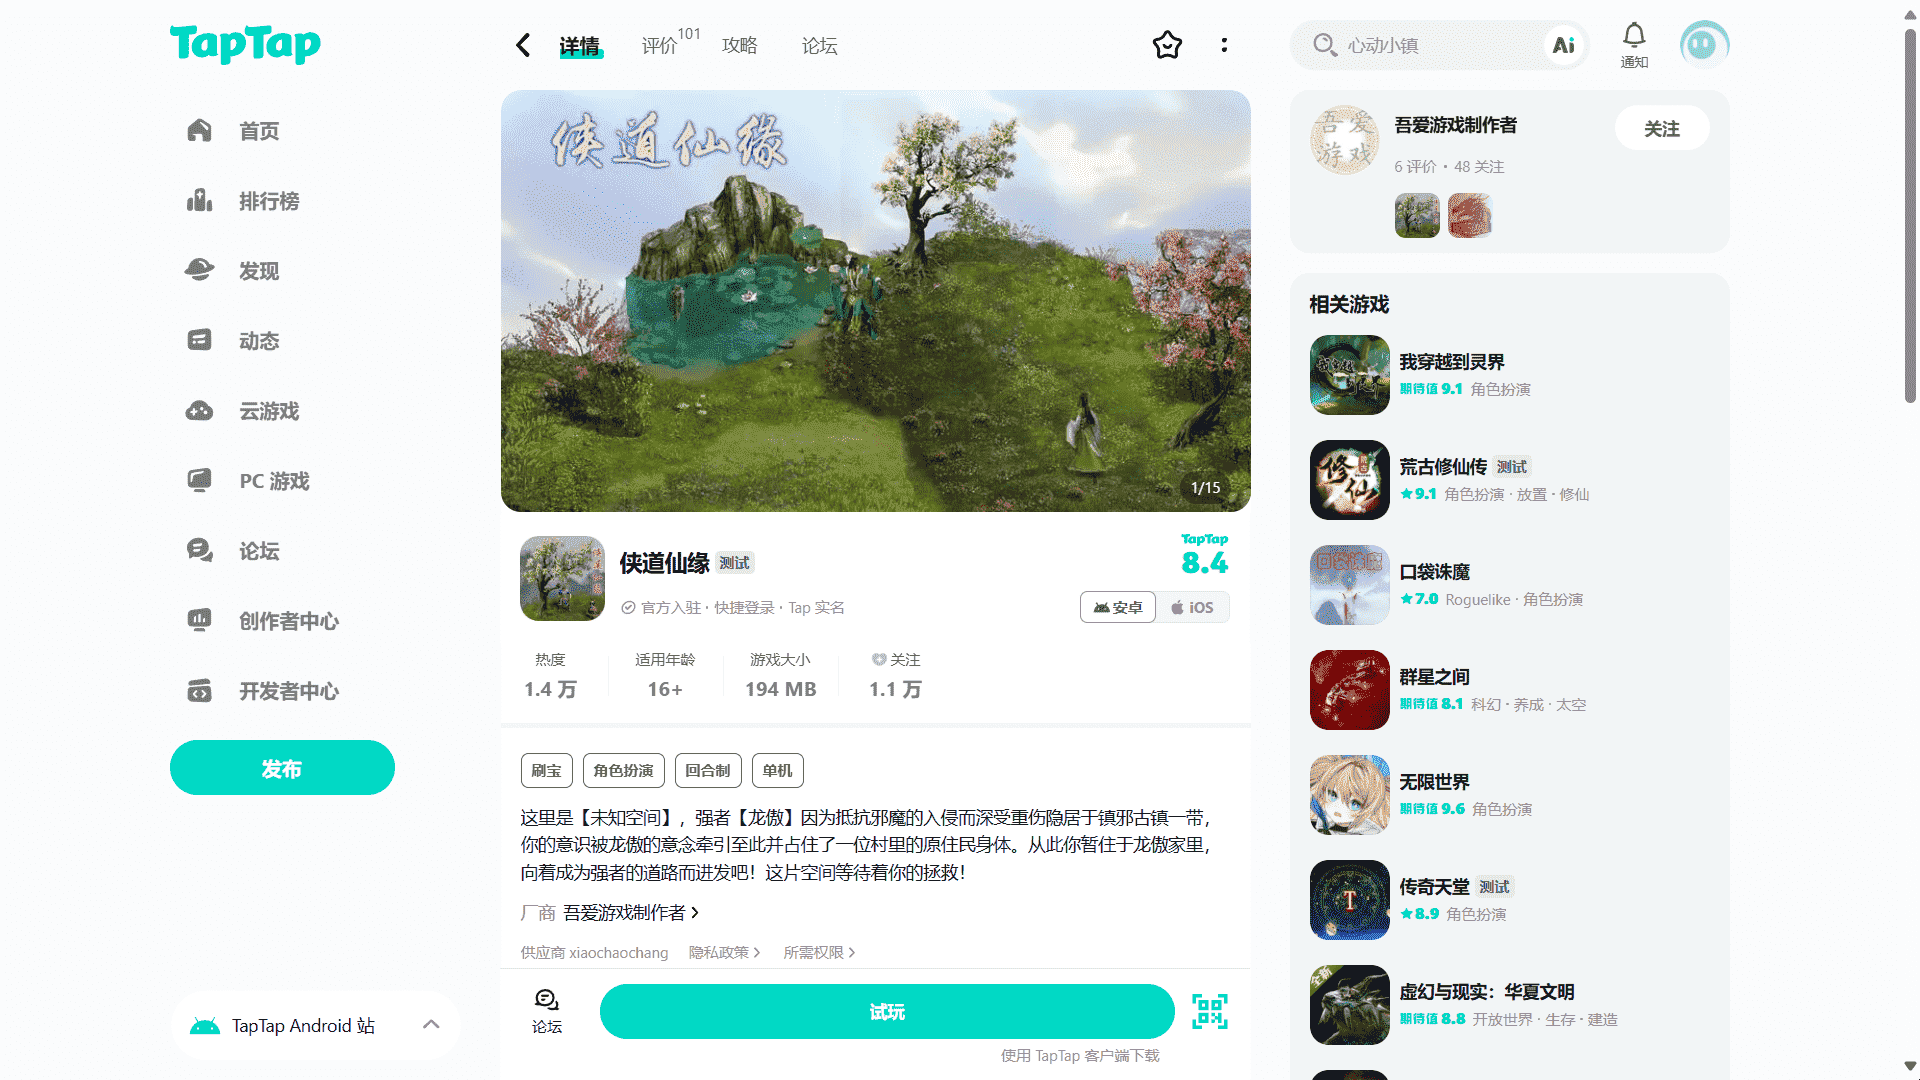 TapTap
首页
排行榜
发现
动态
云游戏
PC 游戏
论坛
创作者中心
开发者中心
发布
TapTap Android 站
详情
评价 101
攻略
论坛
侠道仙缘
1/15
侠道仙缘 测试
官方入驻 · 快捷登录 · Tap 实名
TapTap
8.4
安卓
iOS
热度
1.4 万
适用年龄
16+
游戏大小
194 MB
关注
1.1 万
刷宝
角色扮演
回合制
单机
这里是【未知空间】，强者【龙傲】因为抵抗邪魔的入侵而深受重伤隐居于镇邪古镇一带，
你的意识被龙傲的意念牵引至此并占住了一位村里的原住民身体。从此你暂住于龙傲家里，
向着成为强者的道路而进发吧！这片空间等待着你的拯救！
厂商 吾爱游戏制作者
供应商 xiaochaochang
隐私政策
所需权限
论坛
试玩
使用 TapTap 客户端下载
心动小镇
Ai
通知
吾爱
游戏
吾爱游戏制作者
6 评价 · 48 关注
关注
相关游戏
我穿越到灵界
期待值 9.1 角色扮演
修仙
荒古修仙传 测试
9.1 角色扮演 · 放置 · 修仙
口袋诛魔
口袋诛魔
7.0 Roguelike · 角色扮演
群星之间
期待值 8.1 科幻 · 养成 · 太空
无限世界
期待值 9.6 角色扮演
T
传奇天堂 测试
8.9 角色扮演
全新
虚幻与现实：华夏文明
期待值 8.8 开放世界 · 生存 · 建造